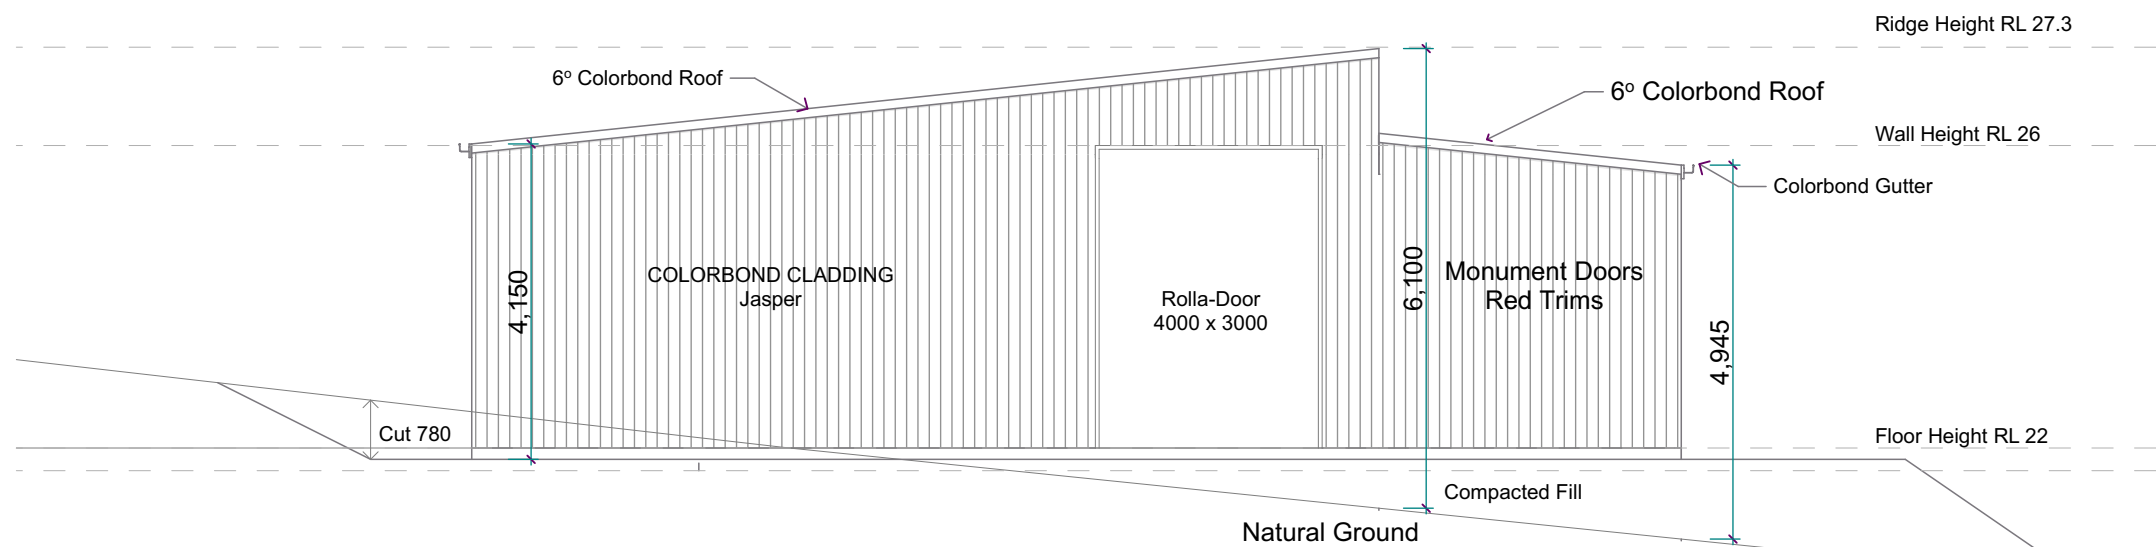 Ridge Height RL 27.3
6º Colorbond Roof
6º Colorbond Roof
Wall Height RL 26
Colorbond Gutter
COLORBOND CLADDING
Jasper
4,150
Rolla-Door
4000 x 3000
6,100
Monument Doors
Red Trims
4,945
Cut 780
Floor Height RL 22
Compacted Fill
Natural Ground